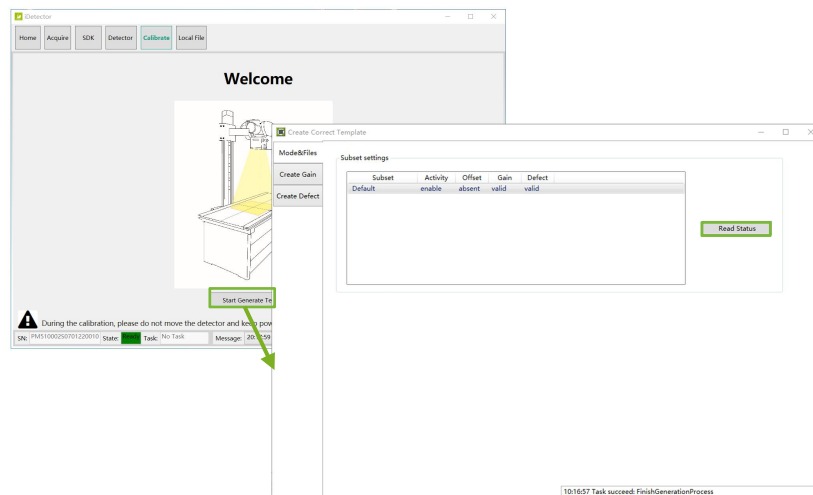 iDetector
Home Acquire SDK Detector Calibrate Local File
Welcome
Start Generate Te
During the calibration, please do not move the detector and keep pow
SN: PM510002S0701220010 State: Ready Task: No Task Message:
Create Correct Template
Mode&Files
Create Gain
Create Defect
Subset settings
Subset Activity Offset Gain Defect
Default enable absent valid valid
Read Status
10:16:57 Task succeed: FinishGenerationProcess